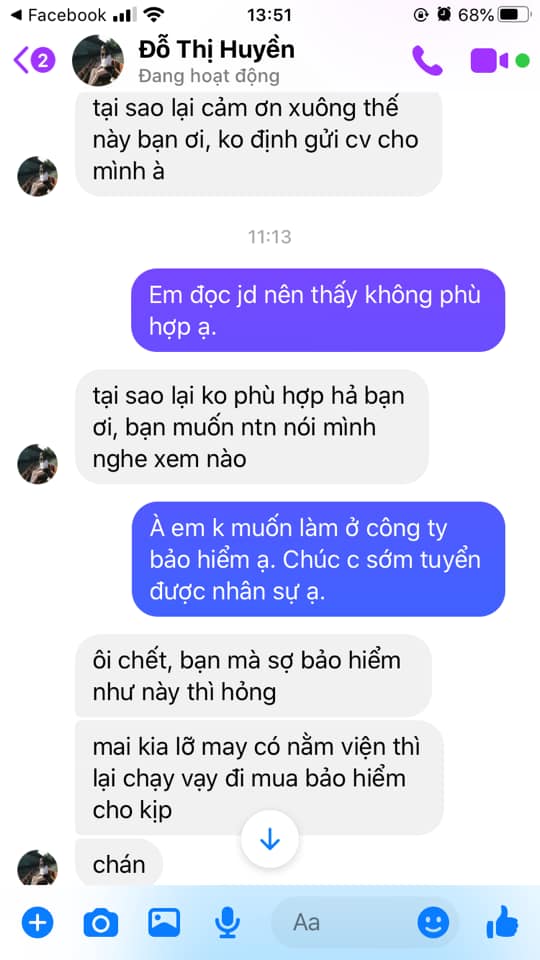 Facebook
13:51
68%
2
Đỗ Thị Huyền
Đang hoạt động
tại sao lại cảm ơn xuông thế
này bạn ơi, ko định gửi cv cho
mình à
11:13
Em đọc jd nên thấy không phù
hợp ạ.
tại sao lại ko phù hợp hả bạn
ơi, bạn muốn ntn nói mình
nghe xem nào
À em k muốn làm ở công ty
bảo hiểm ạ. Chúc c sớm tuyển
được nhân sự ạ.
ôi chết, bạn mà sợ bảo hiểm
như này thì hỏng
mai kia lỡ may có nằm viện thì
lại chạy vạy đi mua bảo hiểm
cho kịp
chán
Aa